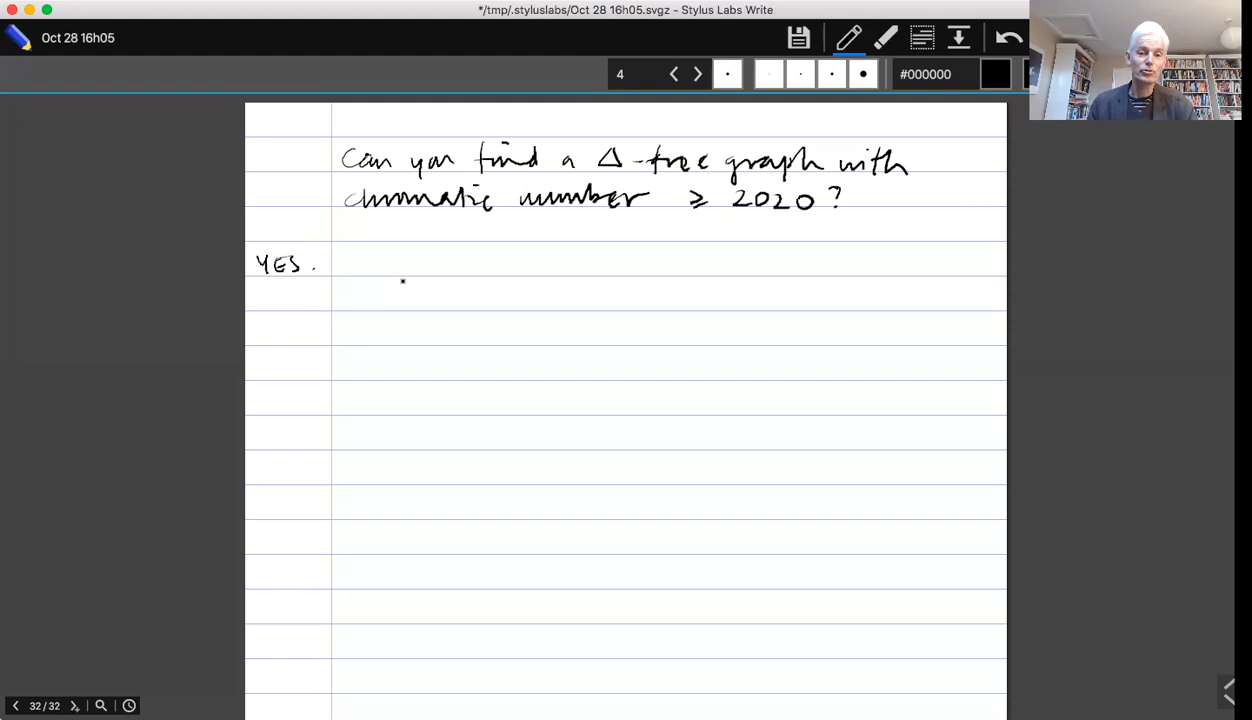 */tmp/.styluslabs/Oct 28 16h05.svgz - Stylus Labs Write
Oct 28 16h05
4
#000000
Can you find a Δ-free graph with
chromatic number ≥ 2020?
YES.
32/32